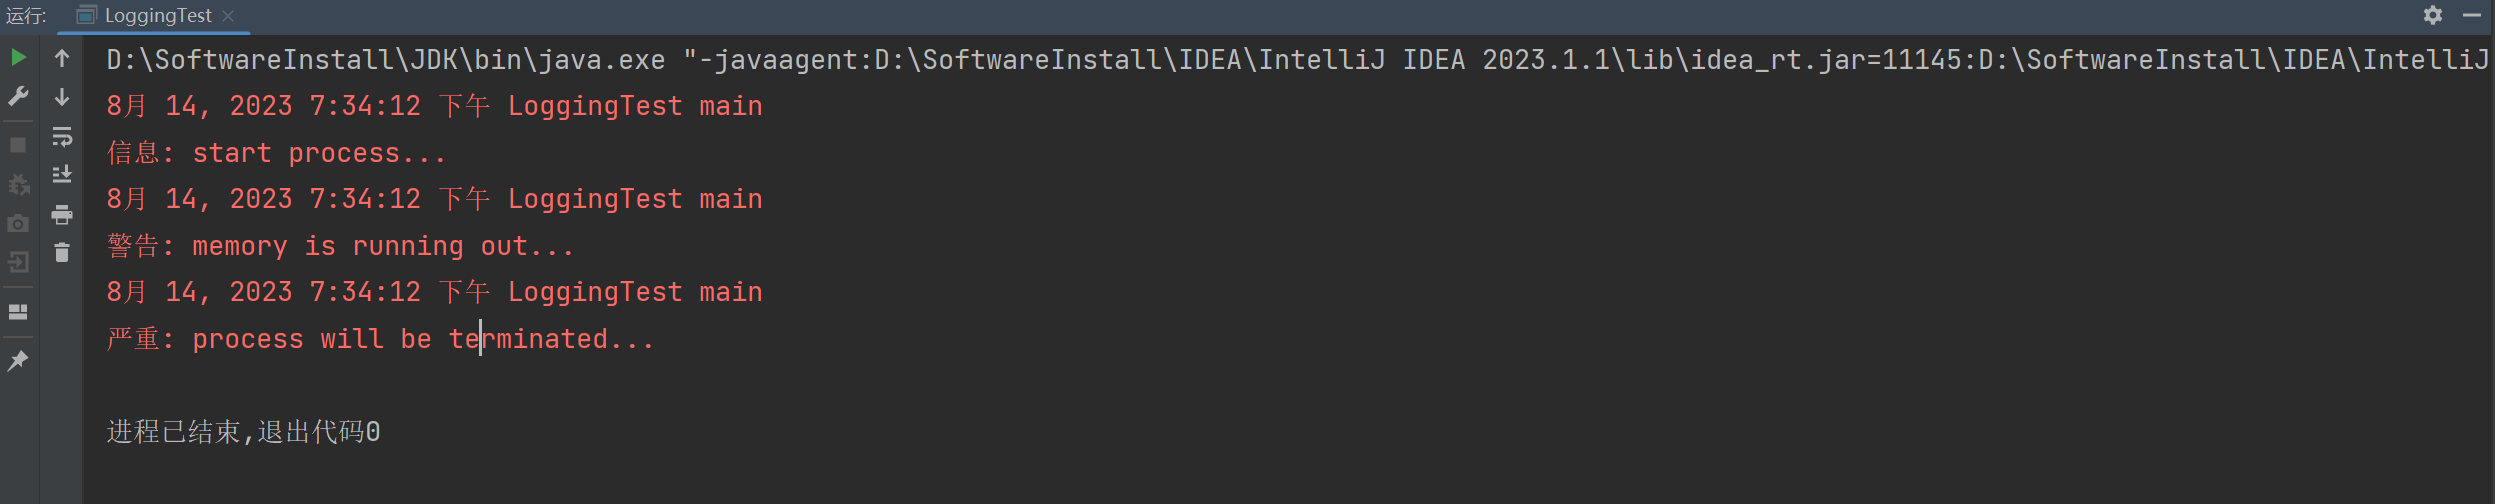 运行: LoggingTest
D:\SoftwareInstall\JDK\bin\java.exe "-javaagent:D:\SoftwareInstall\IDEA\IntelliJ IDEA 2023.1.1\lib\idea_rt.jar=11145:D:\SoftwareInstall\IDEA\IntelliJ
8月 14, 2023 7:34:12 下午 LoggingTest main
信息: start process...
8月 14, 2023 7:34:12 下午 LoggingTest main
警告: memory is running out...
8月 14, 2023 7:34:12 下午 LoggingTest main
严重: process will be terminated...
进程已结束,退出代码0